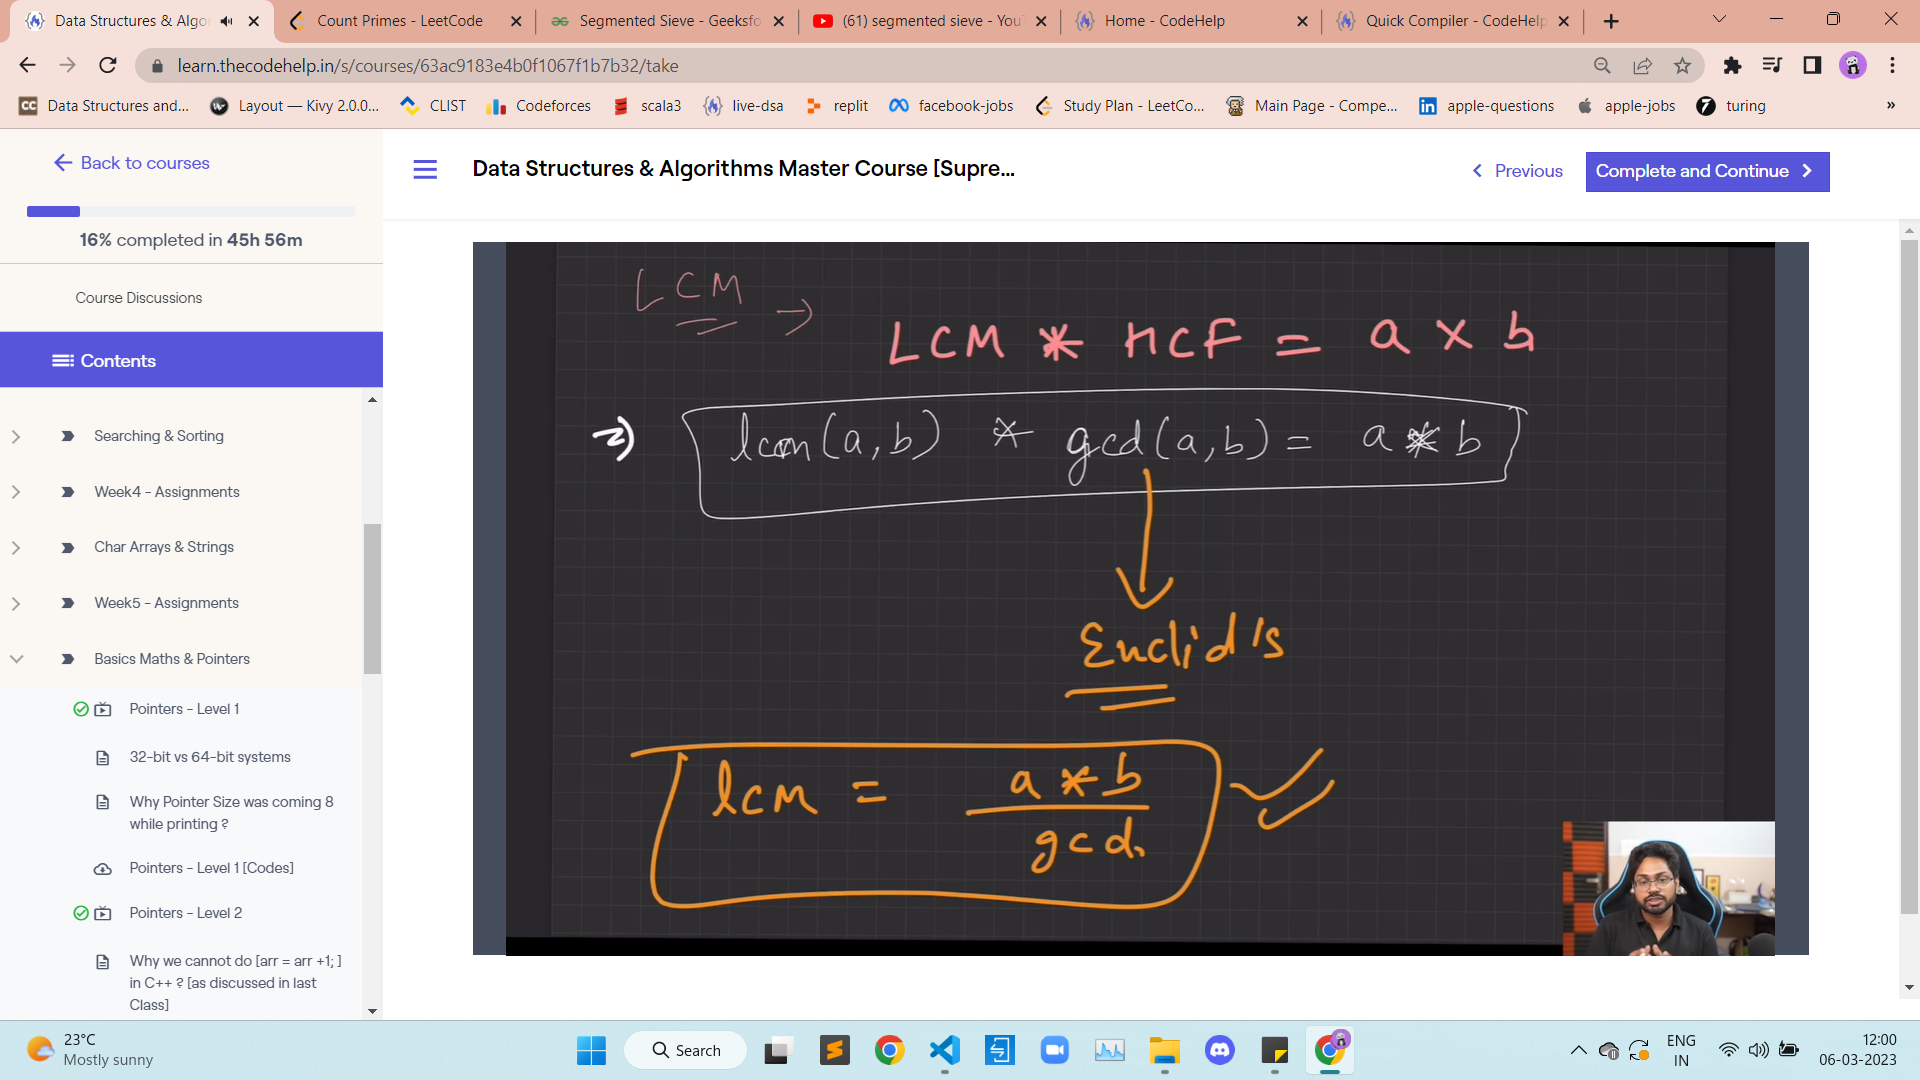 Data Structures & Algo
Count Primes - LeetCode
Segmented Sieve - Geeksfo
(61) segmented sieve - You
Home - CodeHelp
Quick Compiler - CodeHelp
learn.thecodehelp.in/s/courses/63ac9183e4b0f1067f1b7b32/take
CC Data Structures and...
Layout — Kivy 2.0.0...
CLIST
Codeforces
scala3
live-dsa
replit
facebook-jobs
Study Plan - LeetCo...
Main Page - Compe...
in apple-questions
apple-jobs
turing
»
Back to courses
16% completed in 45h 56m
Course Discussions
Contents
Searching & Sorting
Week4 - Assignments
Char Arrays & Strings
Week5 - Assignments
Basics Maths & Pointers
Pointers - Level 1
32-bit vs 64-bit systems
Why Pointer Size was coming 8
while printing ?
Pointers - Level 1 [Codes]
Pointers - Level 2
Why we cannot do [arr = arr +1; ]
in C++ ? [as discussed in last
Class]
Data Structures & Algorithms Master Course [Supre...
Previous
Complete and Continue
LCM →
LCM * HCF = a × b
⇒ lcm(a,b) * gcd(a,b) = a * b
Euclid's
lcm = a * b
gcd
23°C
Mostly sunny
Search
ENG
IN
12:00
06-03-2023